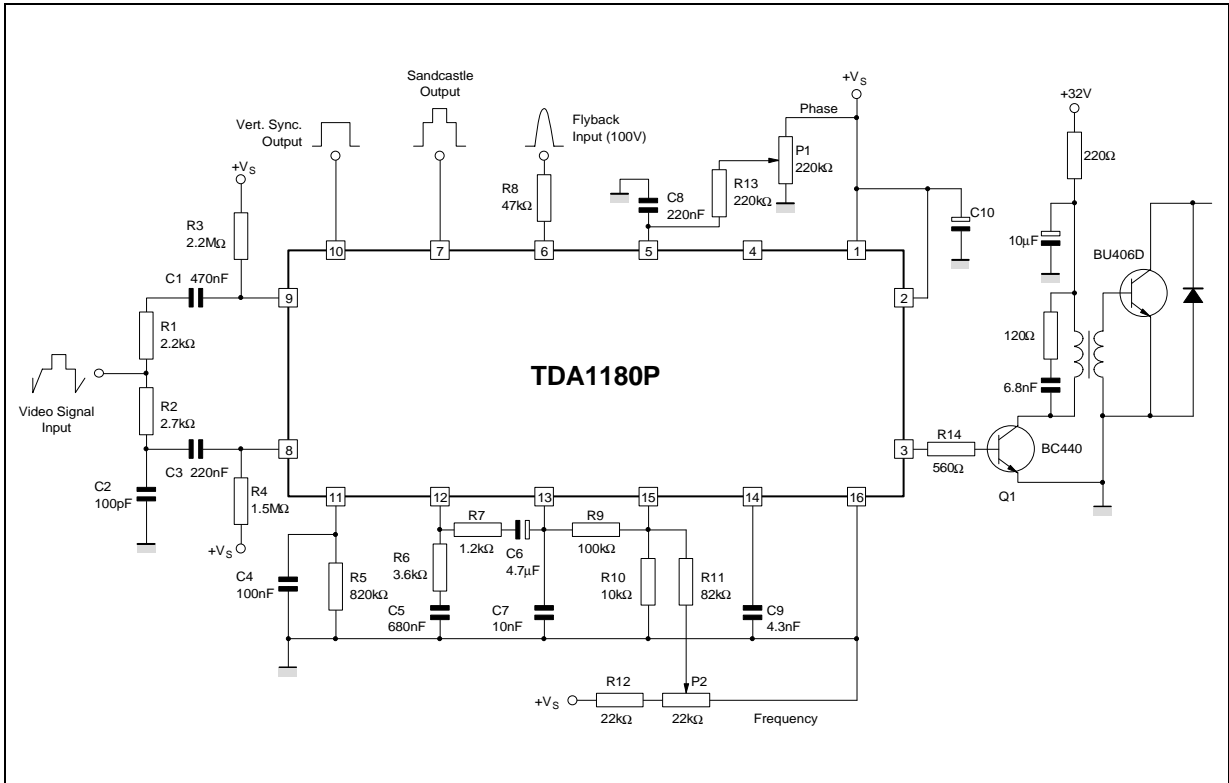 Sandcastle
Output
Vert. Sync.
Output
Flyback
Input (100V)
+VS
Phase
+32V
+VS
R3
2.2MΩ
R8
47kΩ
C8
220nF
R13
220kΩ
P1
220kΩ
220Ω
C10
10µF
BU406D
C1 470nF
10
7
6
5
4
1
9
2
R1
2.2kΩ
Video Signal
Input
R2
2.7kΩ
TDA1180P
120Ω
6.8nF
C3 220nF
8
3
R14
560Ω
BC440
Q1
C2
100pF
R4
1.5MΩ
+VS
11
12
13
15
14
16
R7
1.2kΩ
C6
4.7µF
R9
100kΩ
C4
100nF
R5
820kΩ
R6
3.6kΩ
C5
680nF
C7
10nF
R10
10kΩ
R11
82kΩ
C9
4.3nF
+VS
R12
22kΩ
P2
22kΩ
Frequency